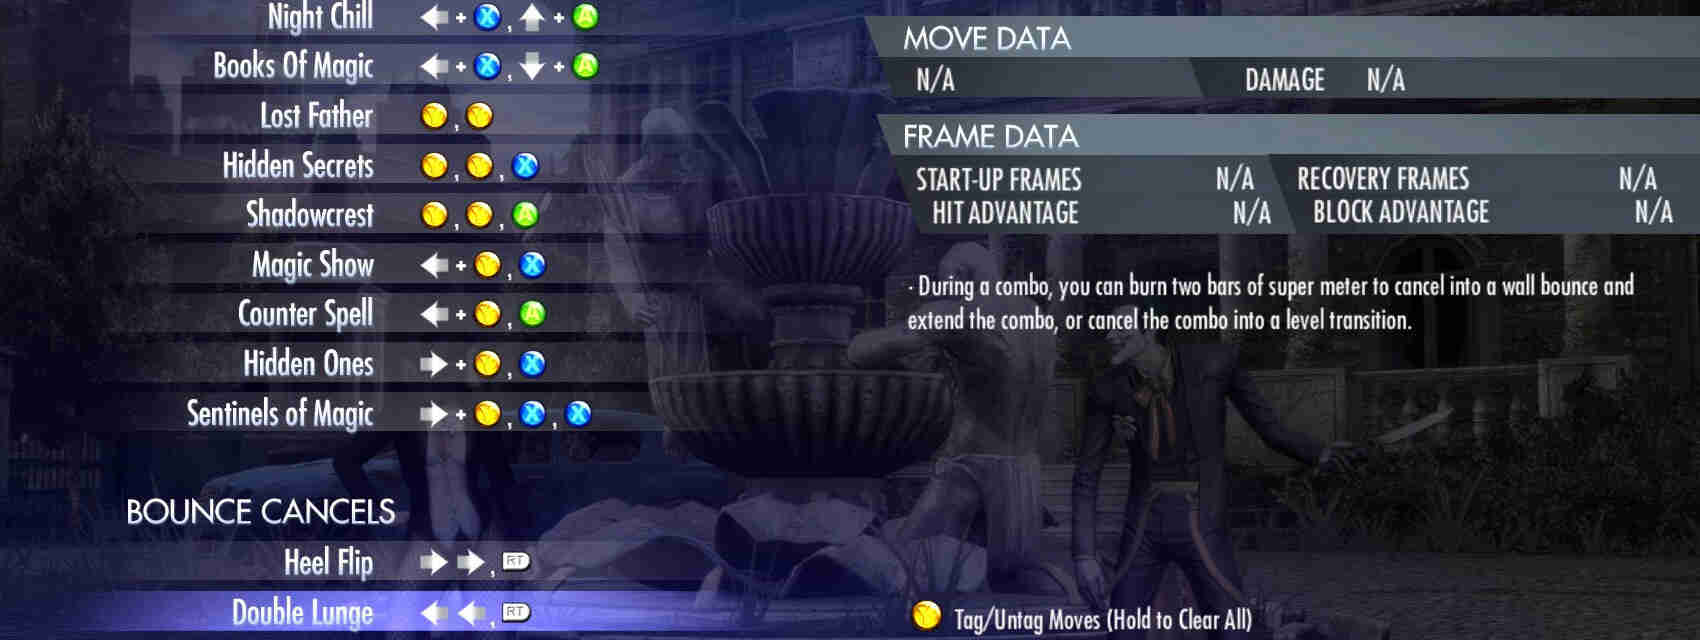 Night Chill + X , + A
Books Of Magic + X , + A
Lost Father Y , Y
Hidden Secrets Y , Y , X
Shadowcrest Y , Y , A
Magic Show + Y , X
Counter Spell + Y , A
Hidden Ones + Y , X
Sentinels of Magic + Y , X , X
BOUNCE CANCELS
Heel Flip , RT
Double Lunge , RT
MOVE DATA
N/A DAMAGE N/A
FRAME DATA
START-UP FRAMES N/A RECOVERY FRAMES N/A
HIT ADVANTAGE N/A BLOCK ADVANTAGE N/A
· During a combo, you can burn two bars of super meter to cancel into a wall bounce and
extend the combo, or cancel the combo into a level transition.
Y Tag/Untag Moves (Hold to Clear All)